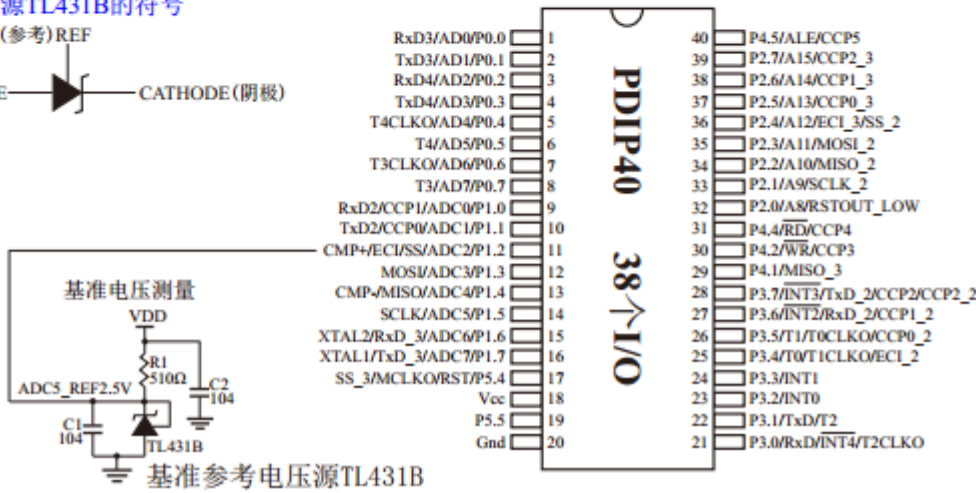 源TL431B的符号
(参考)REF
E
CATHODE(阴极)
RxD3/AD0/P0.0 1
TxD3/AD1/P0.1 2
RxD4/AD2/P0.2 3
TxD4/AD3/P0.3 4
T4CLKO/AD4/P0.4 5
T4/AD5/P0.5 6
T3CLKO/AD6/P0.6 7
T3/AD7/P0.7 8
RxD2/CCP1/ADC0/P1.0 9
TxD2/CCP0/ADC1/P1.1 10
CMP+/ECI/SS/ADC2/P1.2 11
MOSI/ADC3/P1.3 12
CMP-/MISO/ADC4/P1.4 13
SCLK/ADC5/P1.5 14
XTAL2/RxD_3/ADC6/P1.6 15
XTAL1/TxD_3/ADC7/P1.7 16
SS_3/MCLKO/RST/P5.4 17
Vcc 18
P5.5 19
Gnd 20
PDIP40 38个I/O
40 P4.5/ALE/CCP5
39 P2.7/A15/CCP2_3
38 P2.6/A14/CCP1_3
37 P2.5/A13/CCP0_3
36 P2.4/A12/ECI_3/SS_2
35 P2.3/A11/MOSI_2
34 P2.2/A10/MISO_2
33 P2.1/A9/SCLK_2
32 P2.0/A8/RSTOUT_LOW
31 P4.4/RD/CCP4
30 P4.2/WR/CCP3
29 P4.1/MISO_3
28 P3.7/INT3/TxD_2/CCP2/CCP2_2
27 P3.6/INT2/RxD_2/CCP1_2
26 P3.5/T1/T0CLKO/CCP0_2
25 P3.4/T0/T1CLKO/ECI_2
24 P3.3/INT1
23 P3.2/INT0
22 P3.1/TxD/T2
21 P3.0/RxD/INT4/T2CLKO
基准电压测量
VDD
R1
510Ω
C2
104
ADC5_REF2.5V
C1
104
TL431B
基准参考电压源TL431B